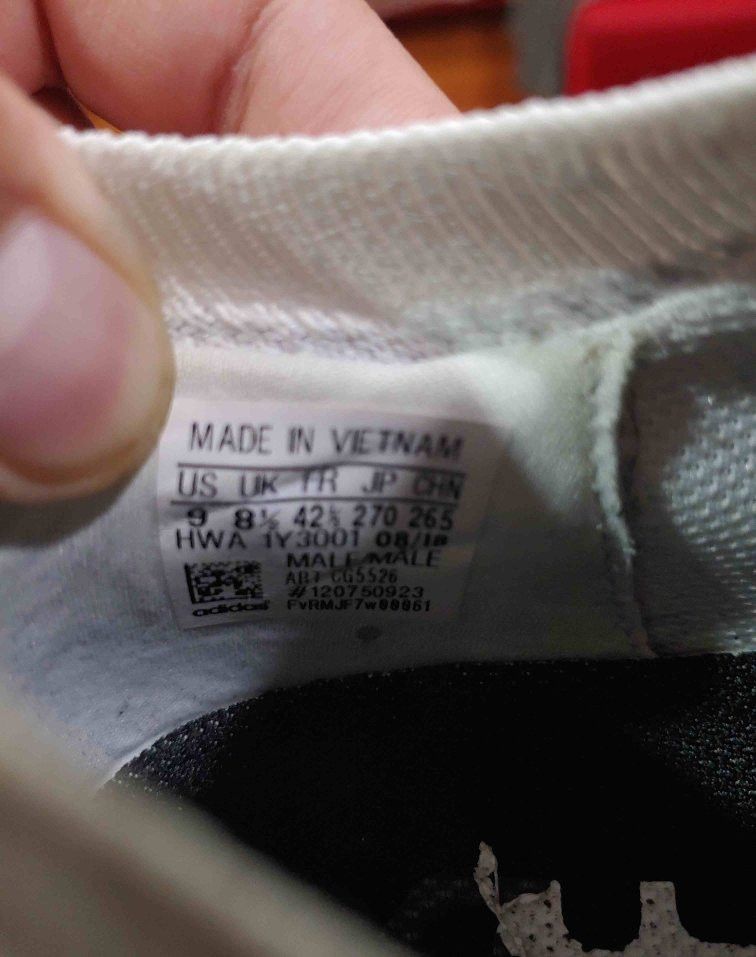 MADE IN VIETNAM
US UK FR JP CHN
9 8½ 42⅔ 270 265
HWA 1Y3001 08/18
MALE/MALE
ART CG5526
#120750923
FvRMJF7w00061
adidas